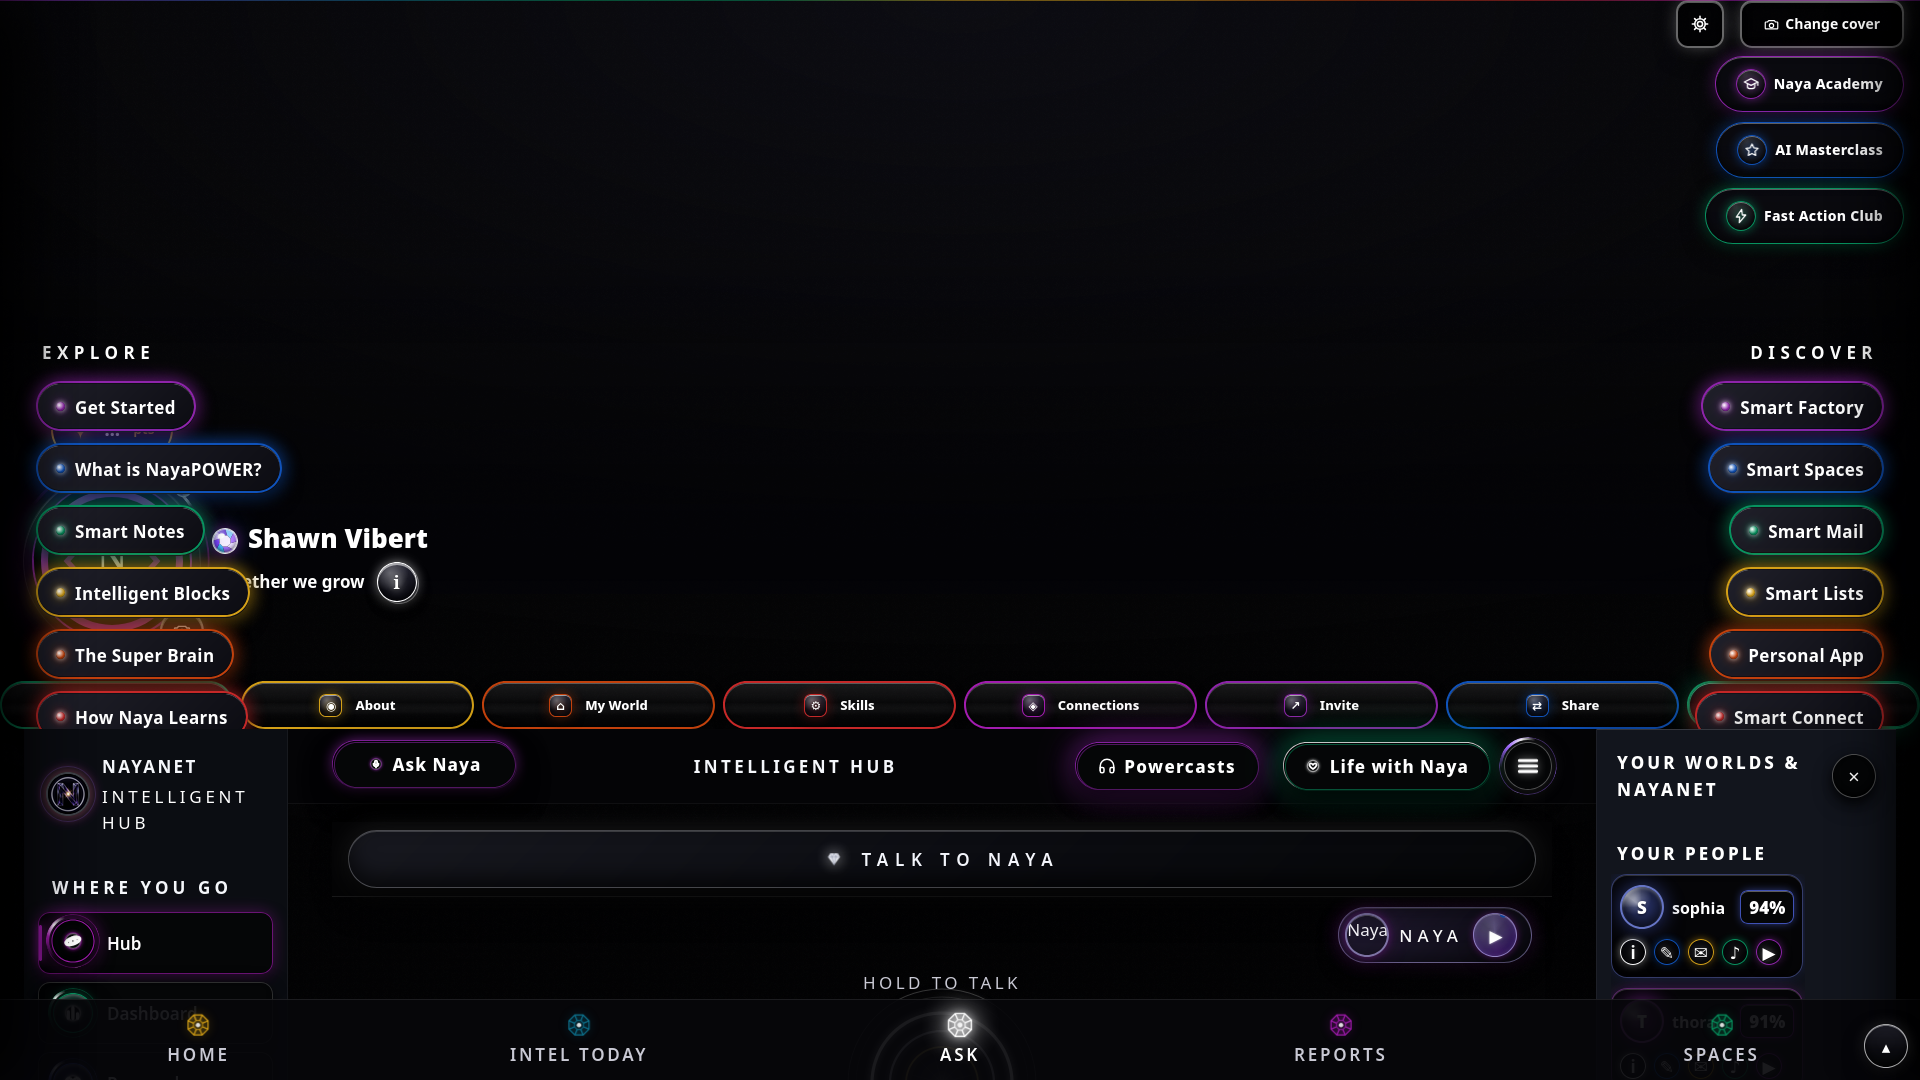 Change cover
Naya Academy
AI Masterclass
Fast Action Club
EXPLORE
DISCOVER
Get Started
What is NayaPOWER?
Smart Notes
Intelligent Blocks
The Super Brain
How Naya Learns
Shawn Vibert
ether we grow
i
Smart Factory
Smart Spaces
Smart Mail
Smart Lists
Personal App
Smart Connect
About
My World
Skills
Connections
Invite
Share
NAYANET
INTELLIGENT
HUB
WHERE YOU GO
Hub
Dashboard
Ask Naya
INTELLIGENT HUB
Powercasts
Life with Naya
TALK TO NAYA
Naya
NAYA
HOLD TO TALK
YOUR WORLDS &
NAYANET
YOUR PEOPLE
S
sophia
94%
T
thor
91%
HOME
INTEL TODAY
ASK
REPORTS
SPACES